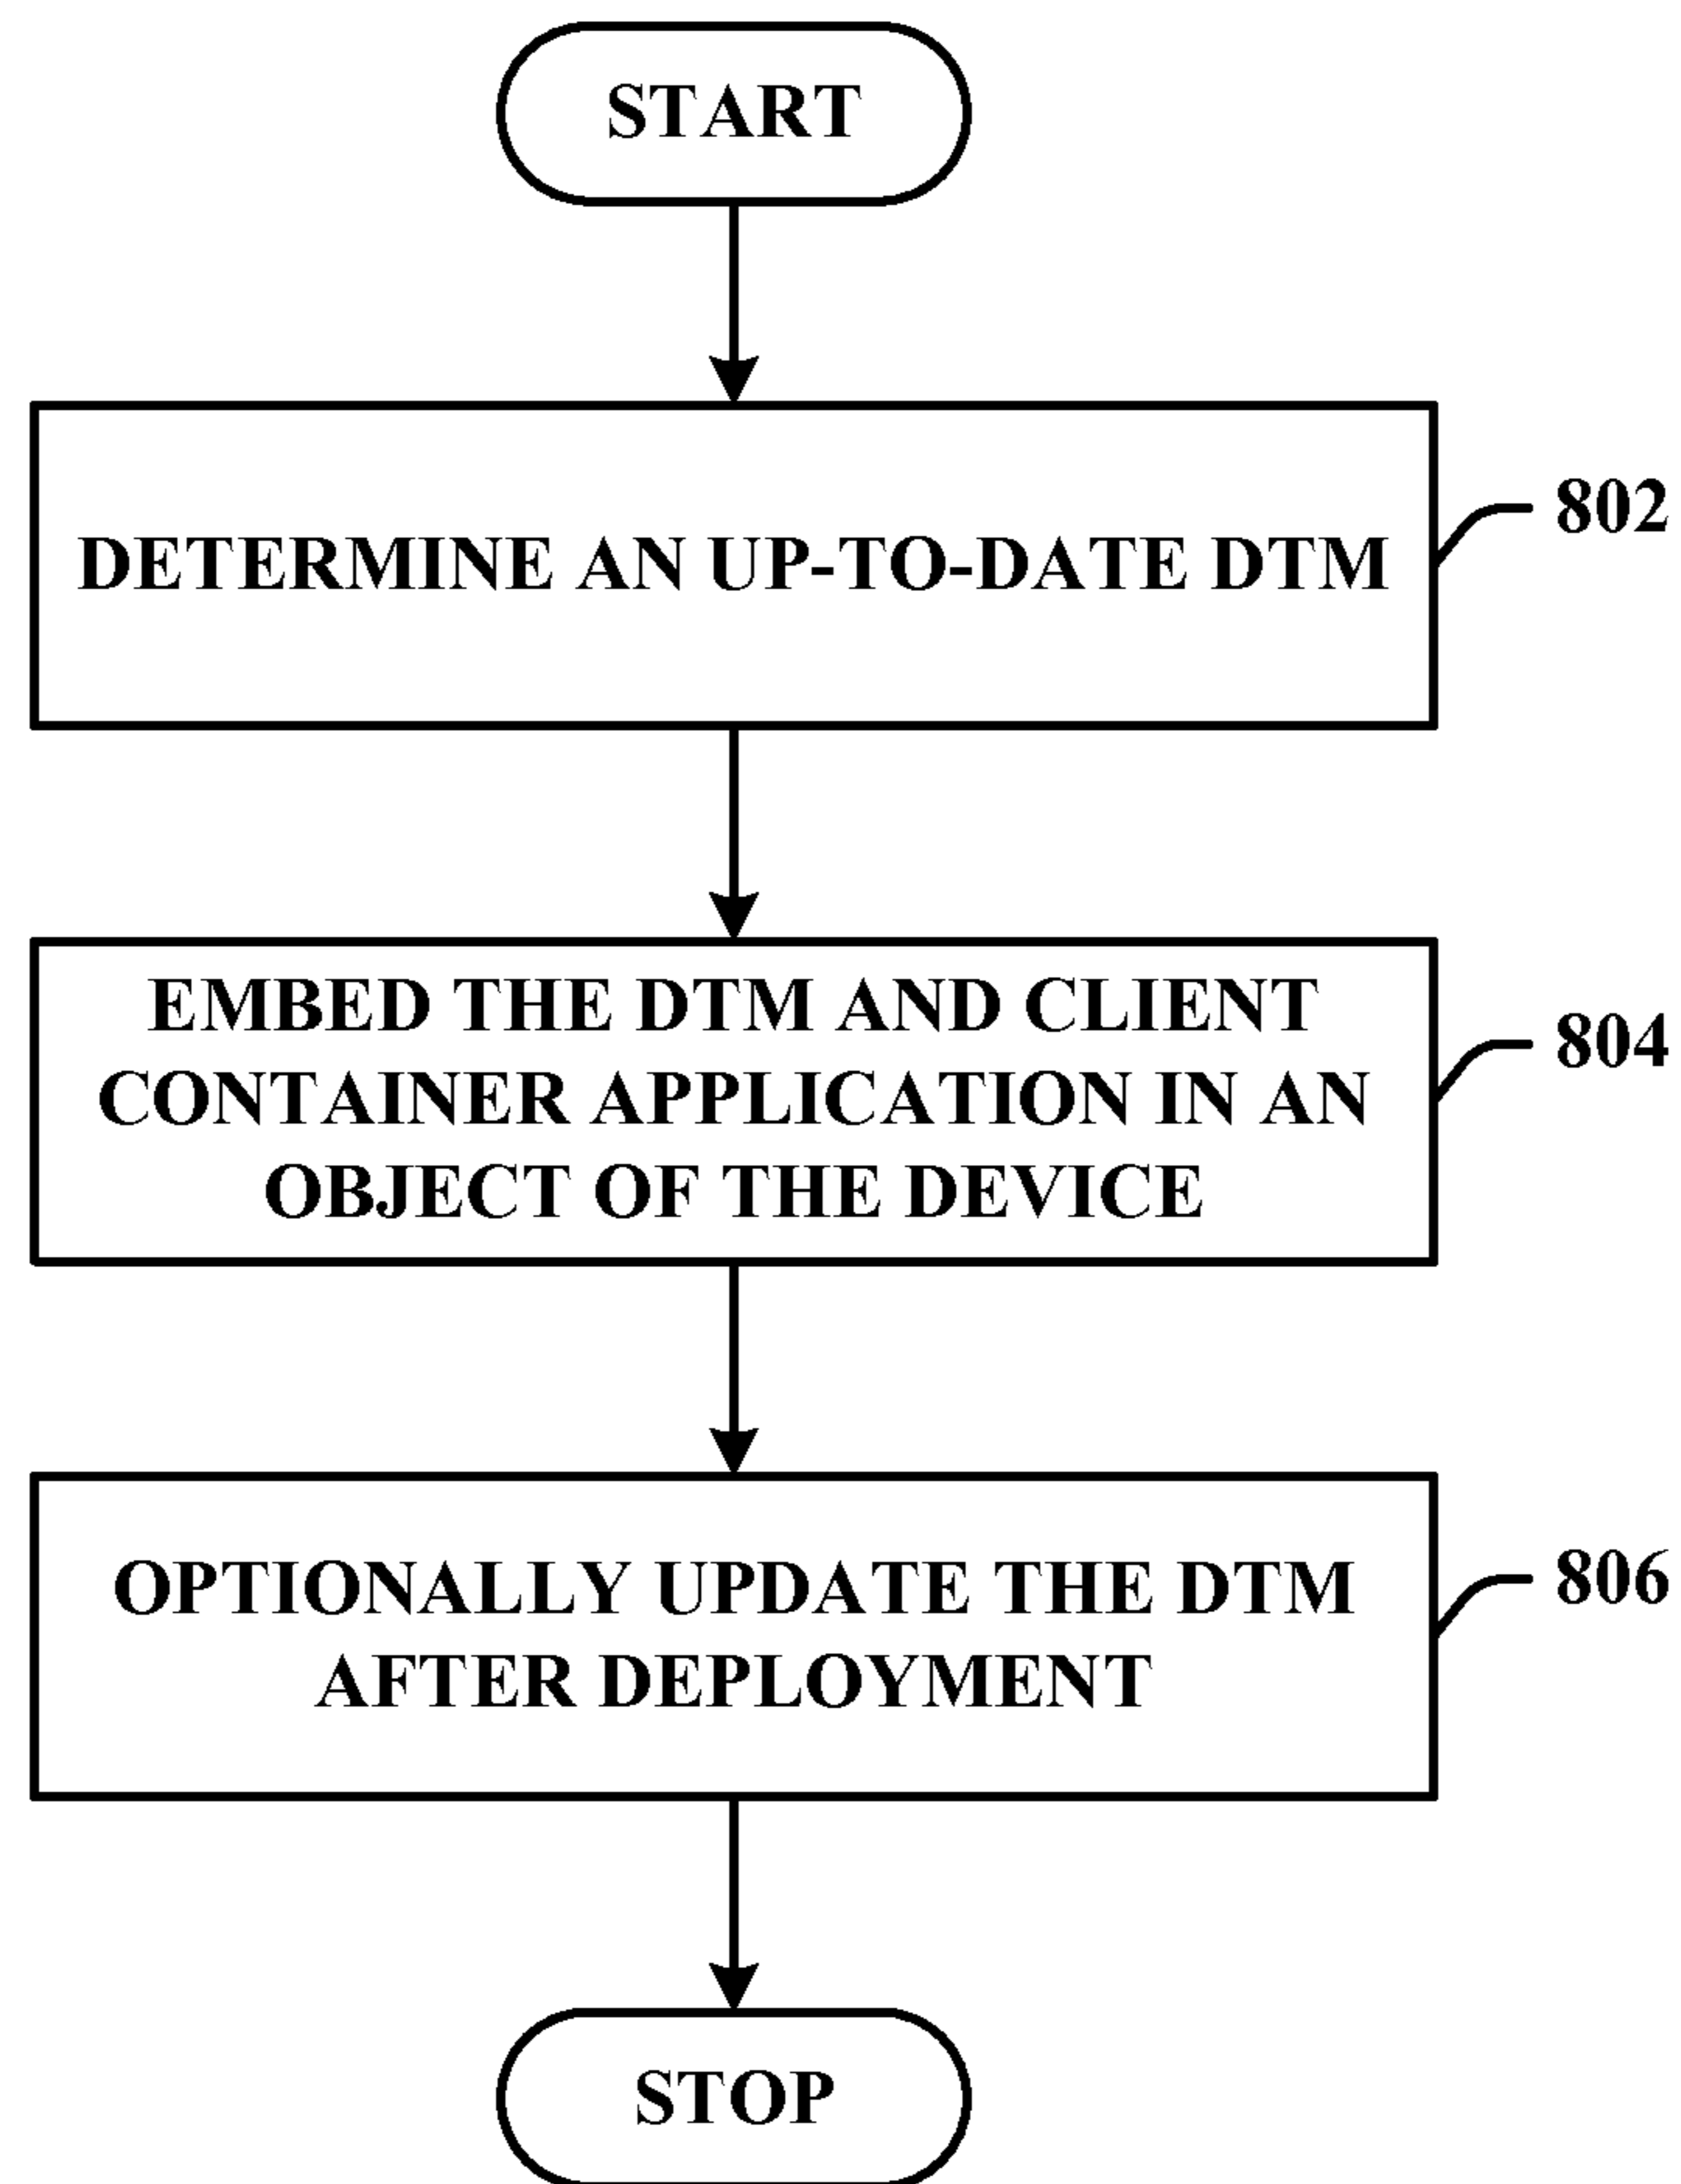 START
DETERMINE AN UP-TO-DATE DTM
802
EMBED THE DTM AND CLIENT
CONTAINER APPLICATION IN AN
OBJECT OF THE DEVICE
804
OPTIONALLY UPDATE THE DTM
AFTER DEPLOYMENT
806
STOP